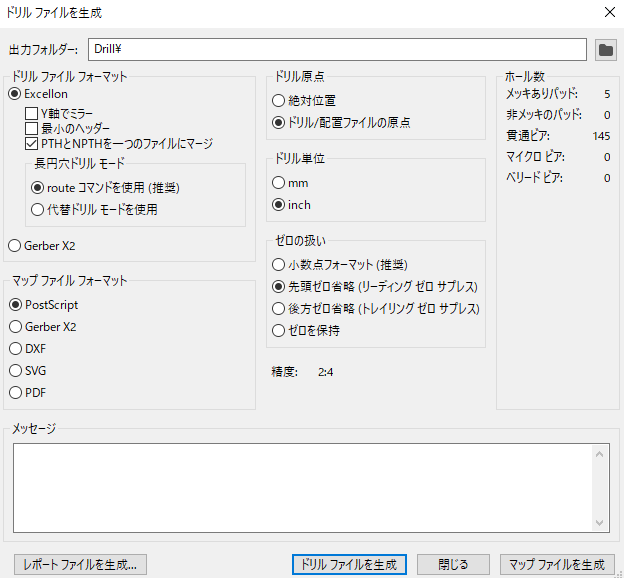 ドリル ファイルを生成
出力フォルダー: Drill¥
ドリル ファイル フォーマット
Excellon
Y軸でミラー
最小のヘッダー
PTHとNPTHを一つのファイルにマージ
長円穴ドリル モード
route コマンドを使用 (推奨)
代替ドリル モードを使用
Gerber X2
マップ ファイル フォーマット
PostScript
Gerber X2
DXF
SVG
PDF
ドリル原点
絶対位置
ドリル/配置ファイルの原点
ドリル単位
mm
inch
ゼロの扱い
小数点フォーマット (推奨)
先頭ゼロ省略 (リーディング ゼロ サプレス)
後方ゼロ省略 (トレイリング ゼロ サプレス)
ゼロを保持
精度: 2:4
ホール数
メッキありパッド: 5
非メッキのパッド: 0
貫通ビア: 145
マイクロ ビア: 0
ベリード ビア: 0
メッセージ
レポート ファイルを生成...
ドリル ファイルを生成
閉じる
マップ ファイルを生成